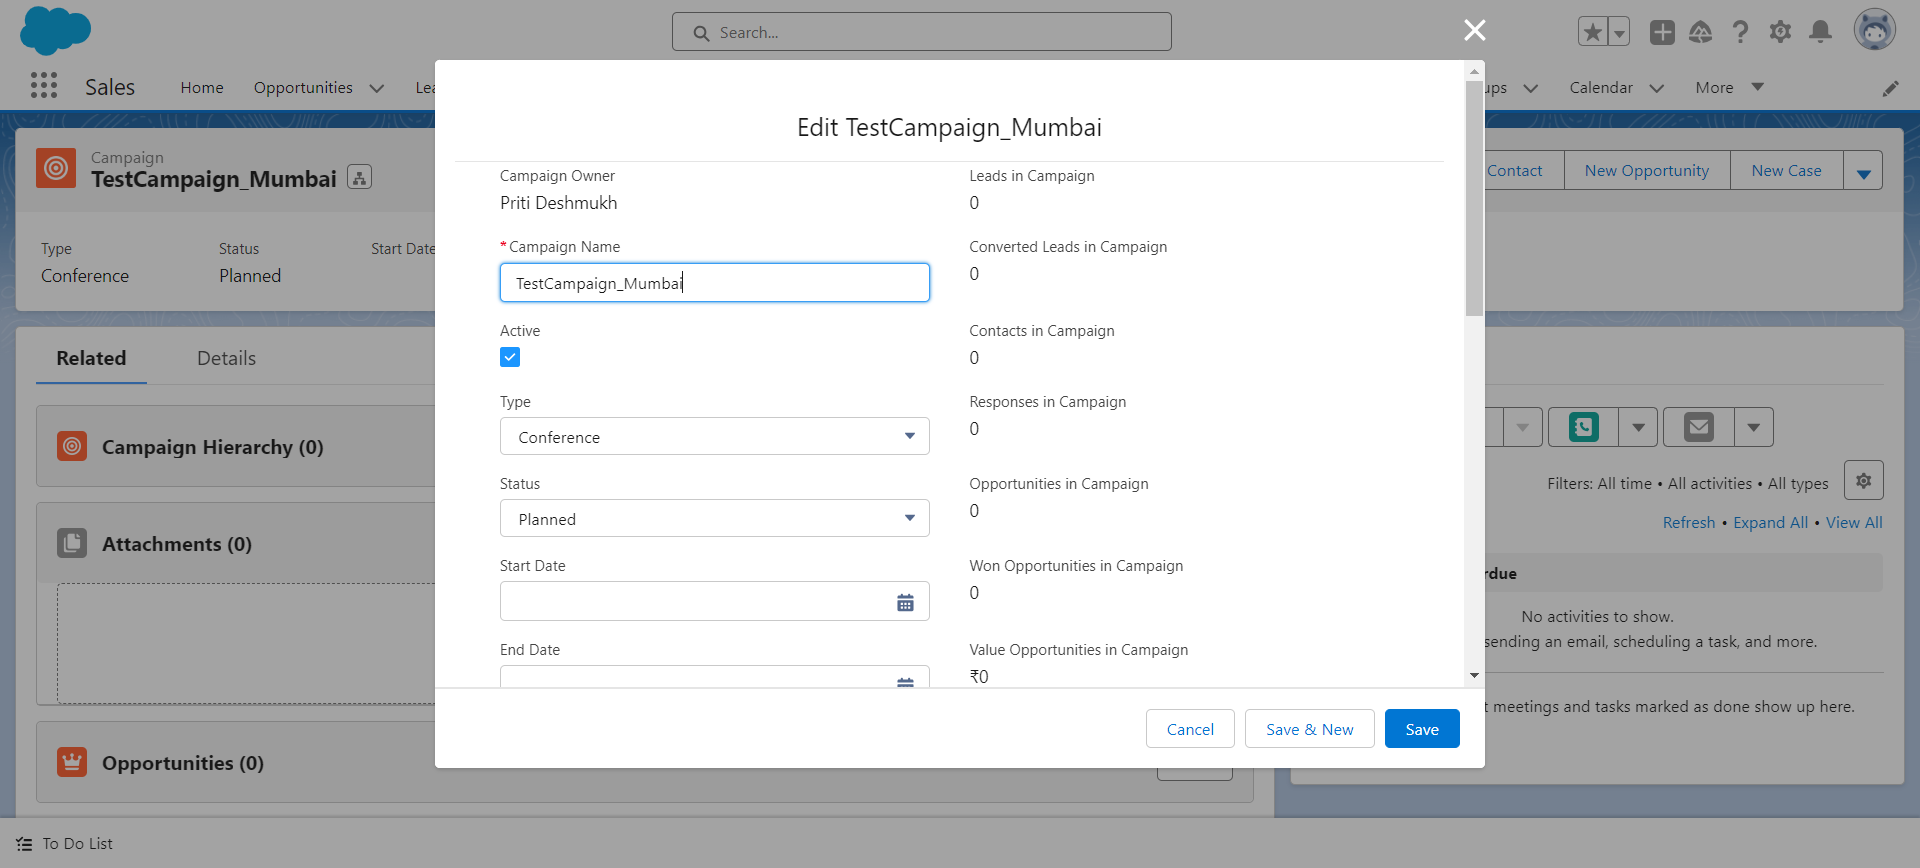 Search...
Sales
Home
Opportunities
Calendar
More
Campaign
TestCampaign_Mumbai
Contact
New Opportunity
New Case
Type
Conference
Status
Planned
Start Date
Related
Details
Campaign Hierarchy (0)
Attachments (0)
Opportunities (0)
Edit TestCampaign_Mumbai
Campaign Owner
Priti Deshmukh
*Campaign Name
TestCampaign_Mumbai
Active
Type
Conference
Status
Planned
Start Date
End Date
Leads in Campaign
0
Converted Leads in Campaign
0
Contacts in Campaign
0
Responses in Campaign
0
Opportunities in Campaign
0
Won Opportunities in Campaign
0
Value Opportunities in Campaign
₹0
Cancel
Save & New
Save
Filters: All time • All activities • All types
Refresh • Expand All • View All
No activities to show.
sending an email, scheduling a task, and more.
meetings and tasks marked as done show up here.
To Do List